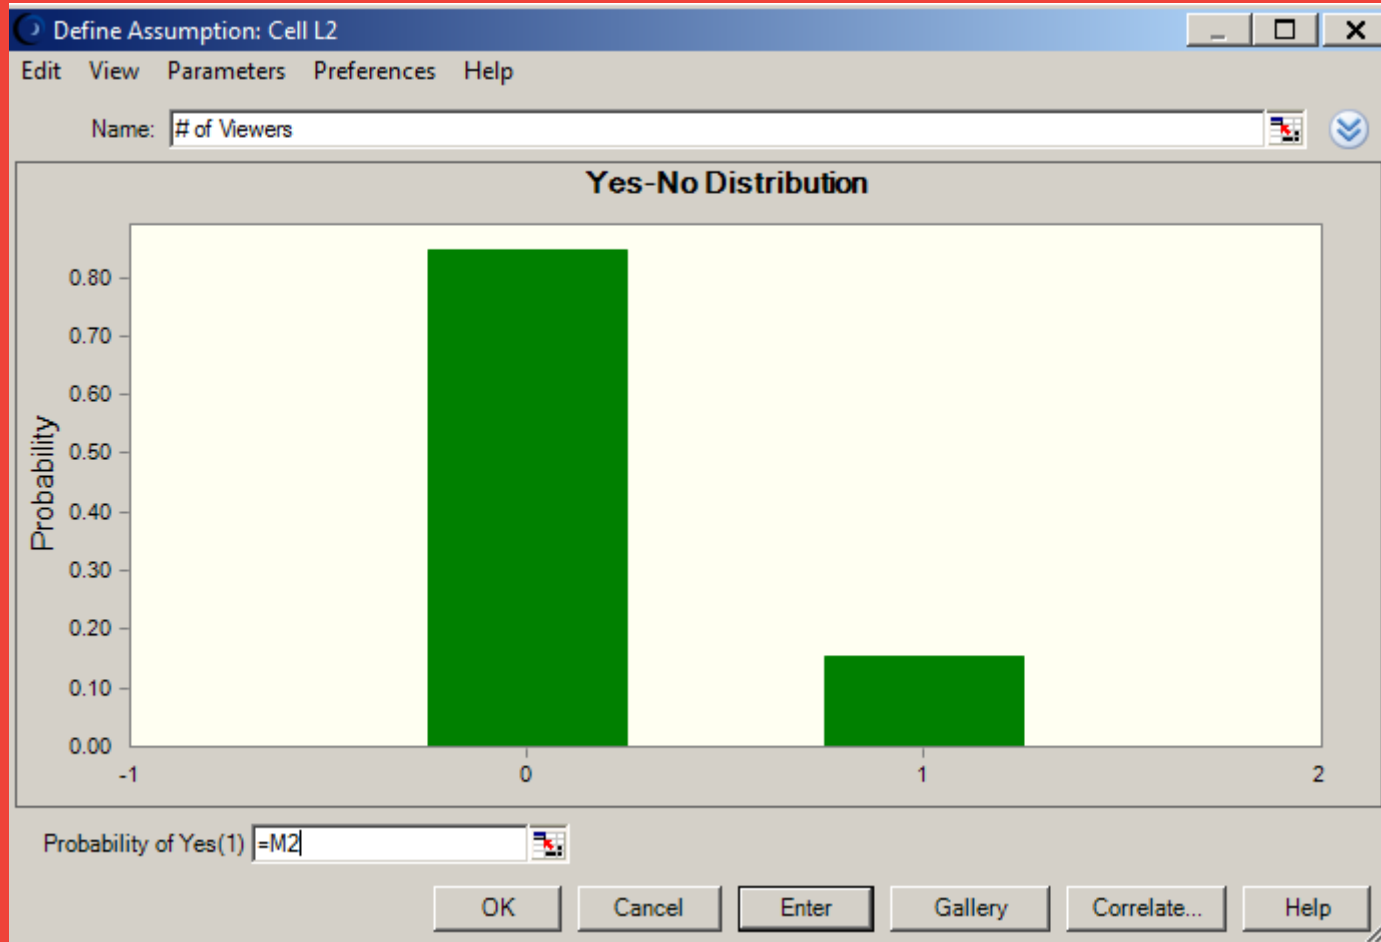 Define Assumption: Cell L2
Edit View Parameters Preferences Help
Name: # of Viewers
Yes-No Distribution
Probability
0.80
0.70
0.60
0.50
0.40
0.30
0.20
0.10
0.00
-1 0 1 2
Probability of Yes(1) =M2
OK Cancel Enter Gallery Correlate... Help